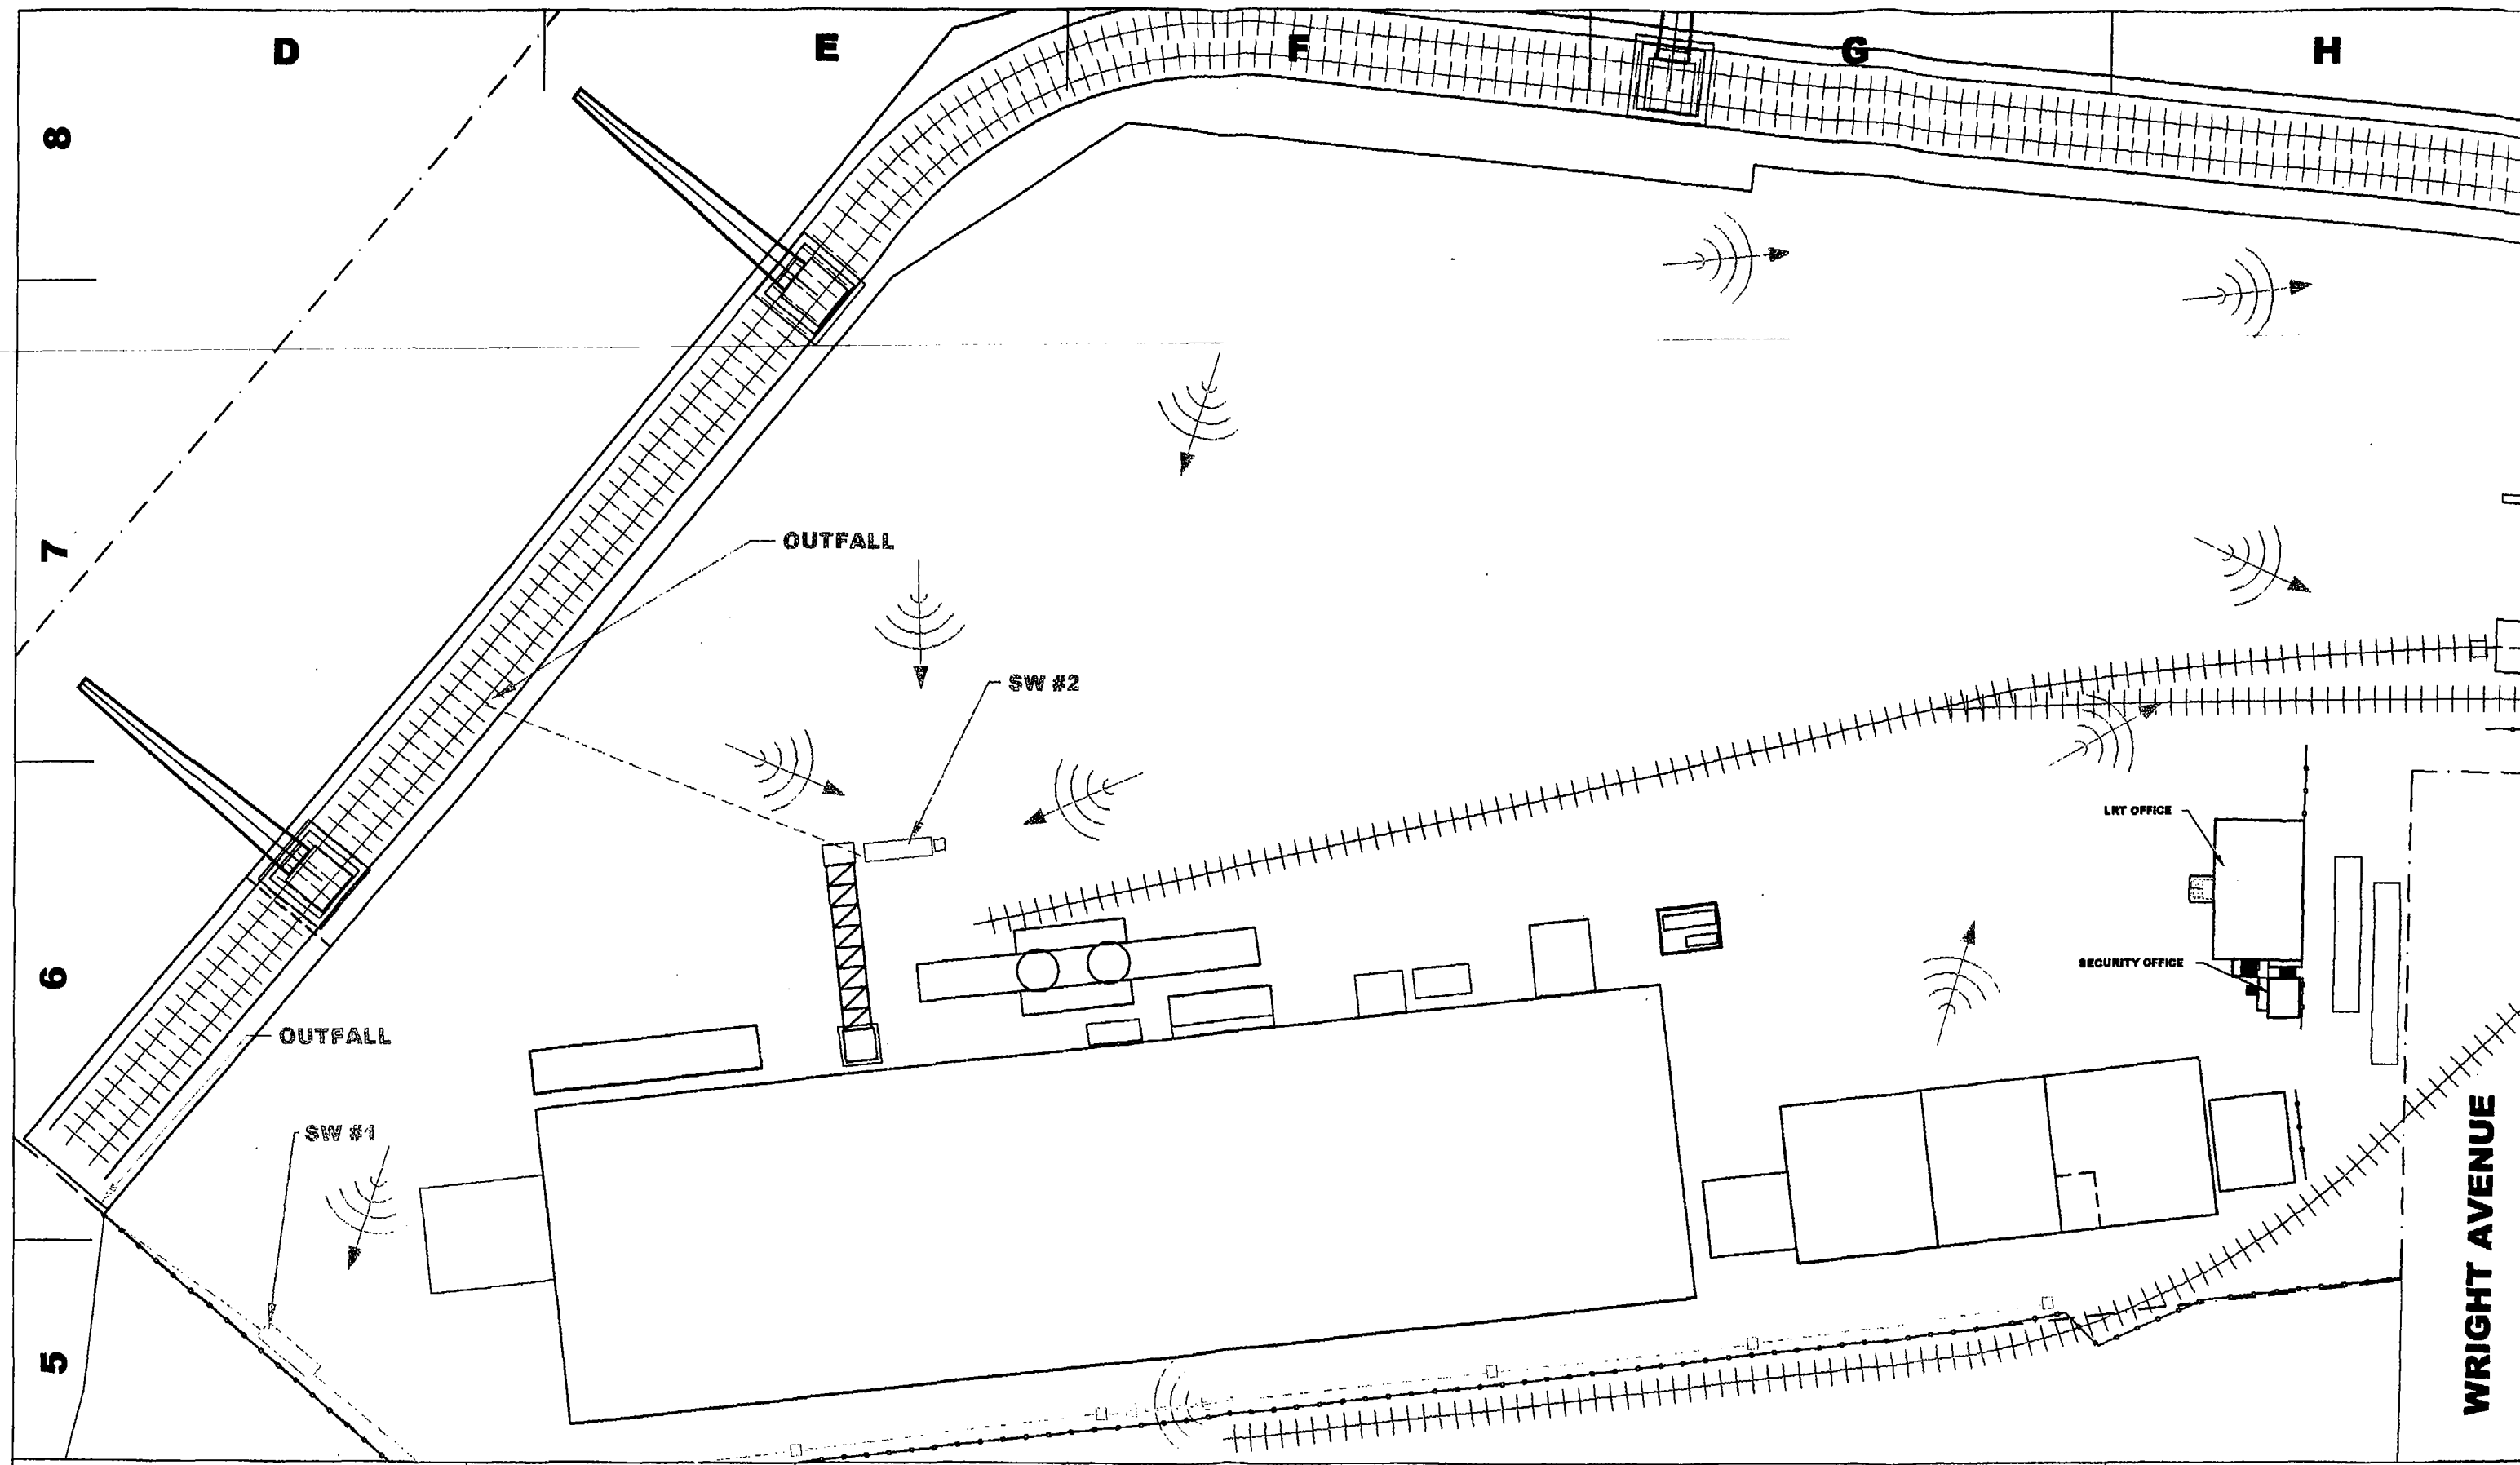 D
E
F
G
H
8
7
OUTFALL
SW #2
LRT OFFICE
SECURITY OFFICE
6
OUTFALL
SW #1
5
WRIGHT AVENUE